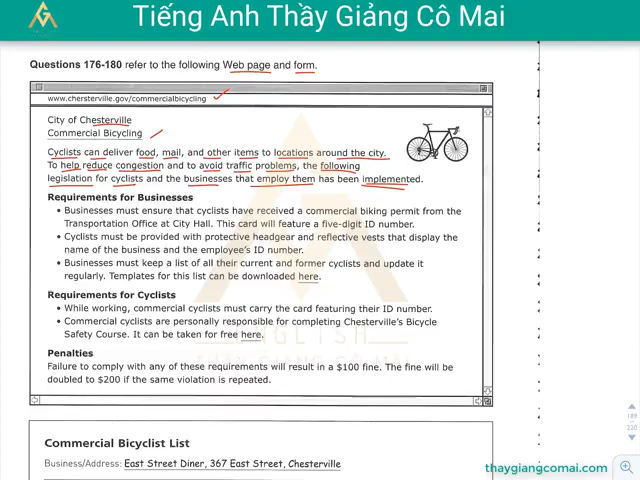 Tiếng Anh Thầy Giảng Cô Mai
Questions 176-180 refer to the following Web page and form.
www.chesterville.gov/commercialbicycling
City of Chesterville
Commercial Bicycling
Cyclists can deliver food, mail, and other items to locations around the city.
To help reduce congestion and to avoid traffic problems, the following
legislation for cyclists and the businesses that employ them has been implemented.
Requirements for Businesses
• Businesses must ensure that cyclists have received a commercial biking permit from the
Transportation Office at City Hall. This card will feature a five-digit ID number.
• Cyclists must be provided with protective headgear and reflective vests that display the
name of the business and the employee's ID number.
• Businesses must keep a list of all their current and former cyclists and update it
regularly. Templates for this list can be downloaded here.
Requirements for Cyclists
• While working, commercial cyclists must carry the card featuring their ID number.
• Commercial cyclists are personally responsible for completing Chesterville's Bicycle
Safety Course. It can be taken for free here.
ENGLISH
THẦY GIẢNG CÔ MAI
Penalties
Failure to comply with any of these requirements will result in a $100 fine. The fine will be
doubled to $200 if the same violation is repeated.
189
220
Commercial Bicyclist List
Business/Address: East Street Diner, 367 East Street, Chesterville
thaygiangcomai.com